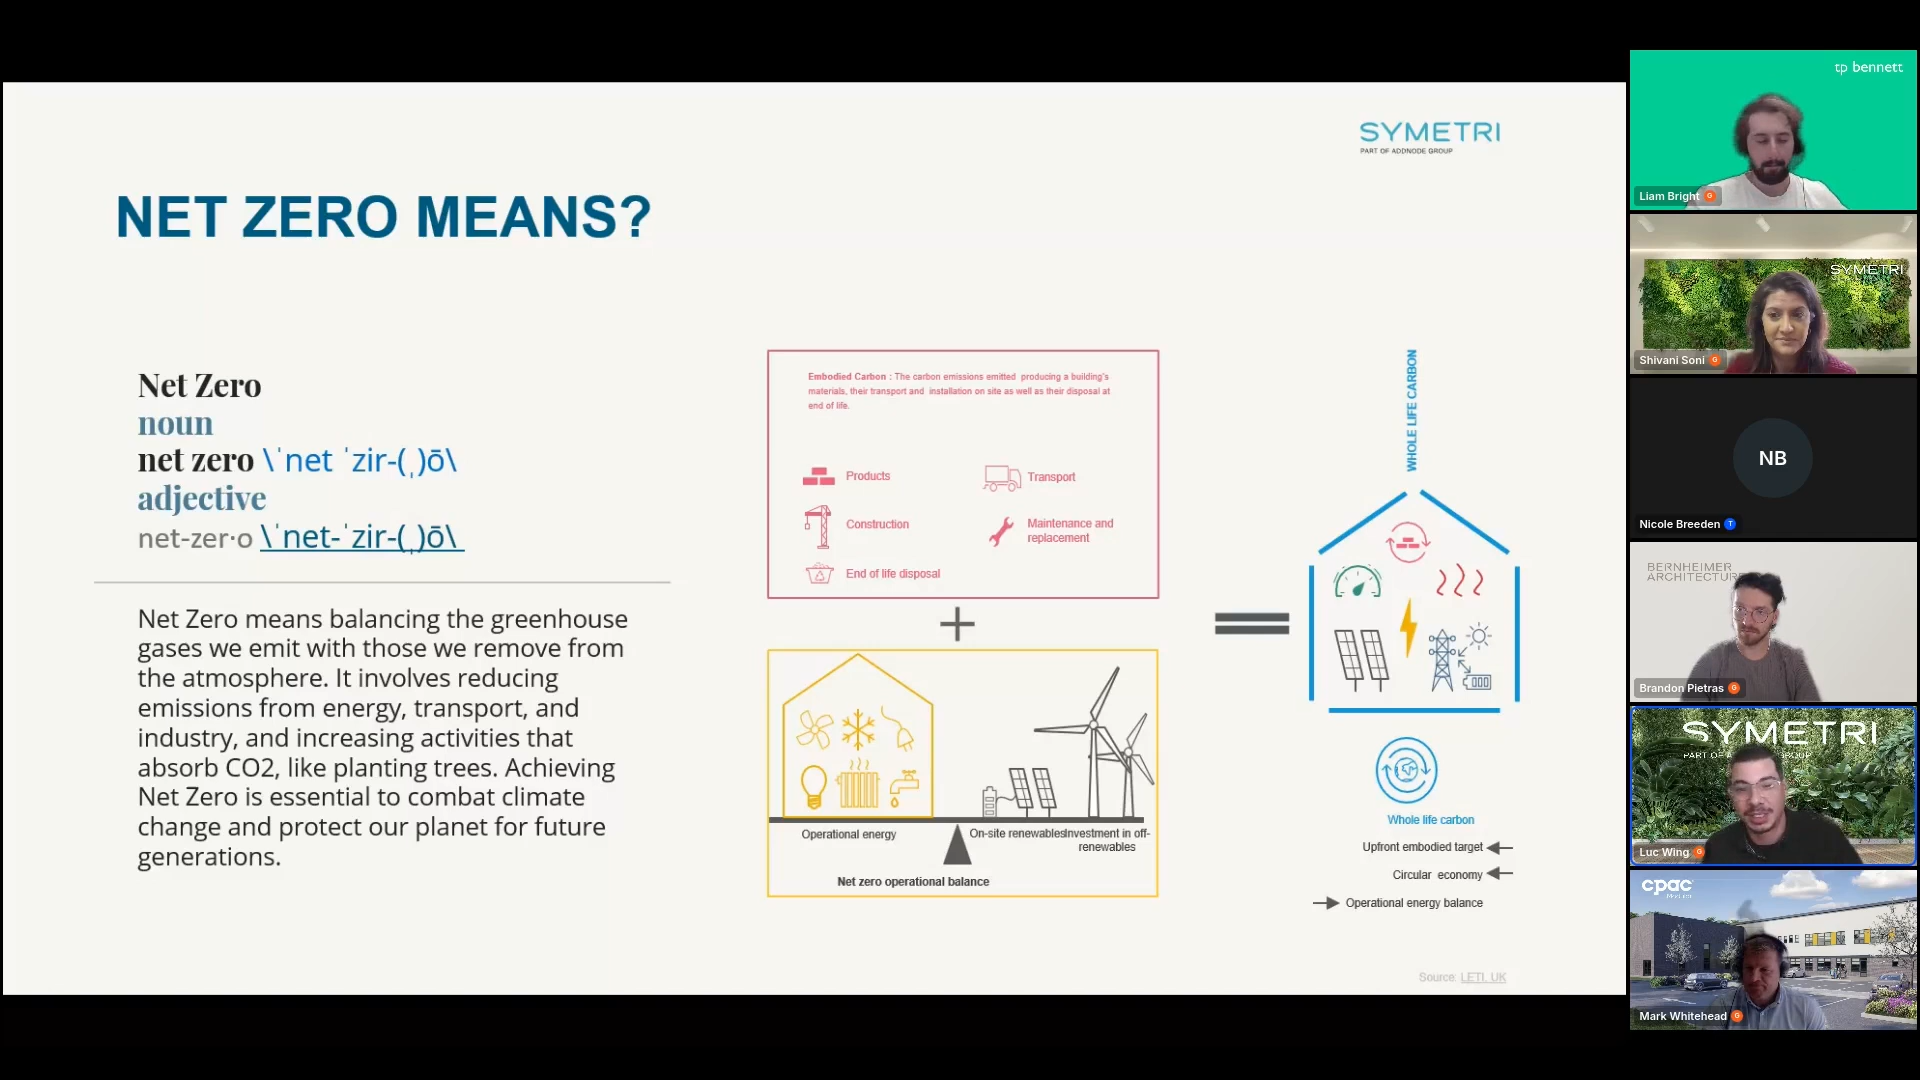 SYMETRI
PART OF ADDNODE GROUP
NET ZERO MEANS?
Net Zero
noun
net zero \ˈnet ˈzir-(ˌ)ō\
adjective
net-zer·o \ˈnet-ˈzir-(ˌ)ō\
Net Zero means balancing the greenhouse
gases we emit with those we remove from
the atmosphere. It involves reducing
emissions from energy, transport, and
industry, and increasing activities that
absorb CO2, like planting trees. Achieving
Net Zero is essential to combat climate
change and protect our planet for future
generations.
Embodied Carbon : The carbon emissions emitted producing a building's
materials, their transport and installation on site as well as their disposal at
end of life.
Products
Transport
Construction
Maintenance and
replacement
End of life disposal
Operational energy
On-site renewables
Investment in off-
renewables
Net zero operational balance
WHOLE LIFE CARBON
Whole life carbon
Upfront embodied target
Circular economy
Operational energy balance
Source: LETI, UK
tp bennett
Liam Bright
SYMETRI
Shivani Soni
NB
Nicole Breeden
BERNHEIMER
ARCHITECTURE
Brandon Pietras
SYMETRI
Luc Wing
cpac
Mark Whitehead